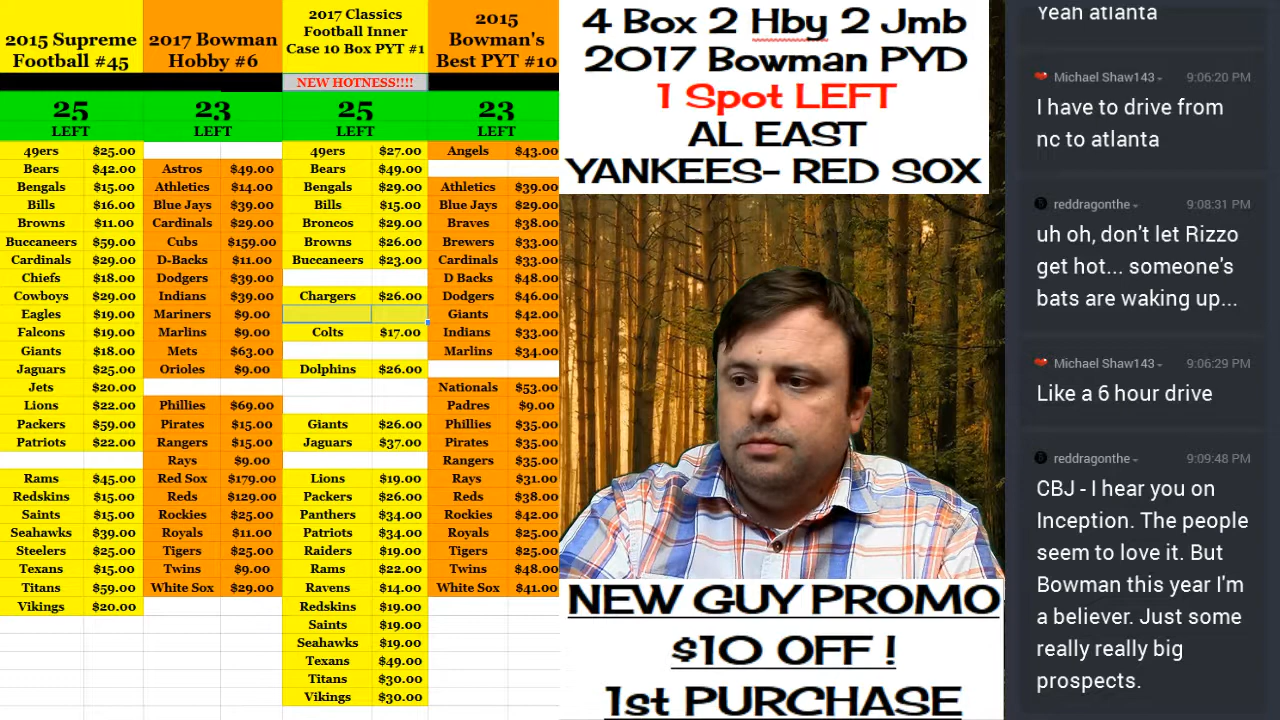 2015 Supreme
Football #45
25
LEFT
49ers $25.00
Bears $42.00
Bengals $15.00
Bills $16.00
Browns $11.00
Buccaneers $59.00
Cardinals $29.00
Chiefs $18.00
Cowboys $29.00
Eagles $19.00
Falcons $19.00
Giants $18.00
Jaguars $25.00
Jets $20.00
Lions $22.00
Packers $59.00
Patriots $22.00
Rams $45.00
Redskins $15.00
Saints $15.00
Seahawks $39.00
Steelers $25.00
Texans $15.00
Titans $59.00
Vikings $20.00
2017 Bowman
Hobby #6
23
LEFT
Astros $49.00
Athletics $14.00
Blue Jays $39.00
Cardinals $29.00
Cubs $159.00
D-Backs $11.00
Dodgers $39.00
Indians $39.00
Mariners $9.00
Marlins $9.00
Mets $63.00
Orioles $9.00
Phillies $69.00
Pirates $15.00
Rangers $15.00
Rays $9.00
Red Sox $179.00
Reds $129.00
Rockies $25.00
Royals $11.00
Tigers $25.00
Twins $9.00
White Sox $29.00
2017 Classics
Football Inner
Case 10 Box PYT #1
NEW HOTNESS!!!!
25
LEFT
49ers $27.00
Bears $49.00
Bengals $29.00
Bills $15.00
Broncos $29.00
Browns $26.00
Buccaneers $23.00
Chargers $26.00
Colts $17.00
Dolphins $26.00
Giants $26.00
Jaguars $37.00
Lions $19.00
Packers $26.00
Panthers $34.00
Patriots $34.00
Raiders $19.00
Rams $22.00
Ravens $14.00
Redskins $19.00
Saints $19.00
Seahawks $19.00
Texans $49.00
Titans $30.00
Vikings $30.00
2015
Bowman's
Best PYT #10
23
LEFT
Angels $43.00
Athletics $39.00
Blue Jays $29.00
Braves $38.00
Brewers $33.00
Cardinals $33.00
D Backs $48.00
Dodgers $46.00
Giants $42.00
Indians $33.00
Marlins $34.00
Nationals $53.00
Padres $9.00
Phillies $35.00
Pirates $35.00
Rangers $35.00
Rays $31.00
Reds $38.00
Rockies $42.00
Royals $25.00
Tigers $25.00
Twins $48.00
White Sox $41.00
4 Box 2 Hby 2 Jmb
2017 Bowman PYD
1 Spot LEFT
AL EAST
YANKEES- RED SOX
NEW GUY PROMO
$10 OFF !
1st PURCHASE
Yeah atlanta
Michael Shaw143 9:06:20 PM
I have to drive from
nc to atlanta
reddragonthe 9:08:31 PM
uh oh, don't let Rizzo
get hot... someone's
bats are waking up...
Michael Shaw143 9:06:29 PM
Like a 6 hour drive
reddragonthe 9:09:48 PM
CBJ - I hear you on
Inception. The people
seem to love it. But
Bowman this year I'm
a believer. Just some
really really big
prospects.